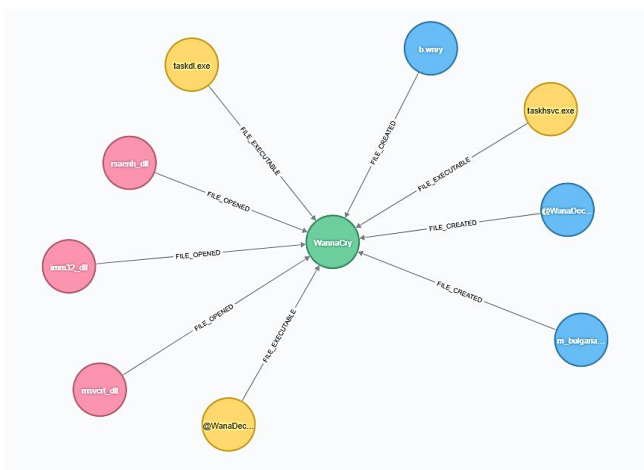 b.wnry
taskdl.exe
taskhsvc.exe
FILE_CREATED
FILE_EXECUTABLE
FILE_EXECUTABLE
rsaenh_dll
FILE_OPENED
@WanaDec...
FILE_CREATED
WannaCry
imm32_dll
FILE_OPENED
FILE_CREATED
FILE_OPENED
FILE_EXECUTABLE
m_bulgaria...
msvcrt_dll
@WanaDec...